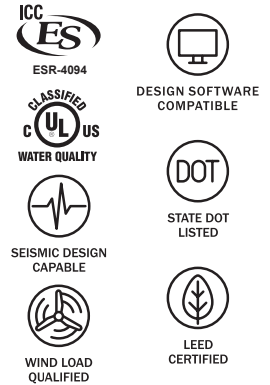 ICC
ES
ESR-4094
CLASSIFIED
C UL US
®
WATER QUALITY
SEISMIC DESIGN
CAPABLE
WIND LOAD
QUALIFIED
DESIGN SOFTWARE
COMPATIBLE
DOT
STATE DOT
LISTED
LEED
CERTIFIED